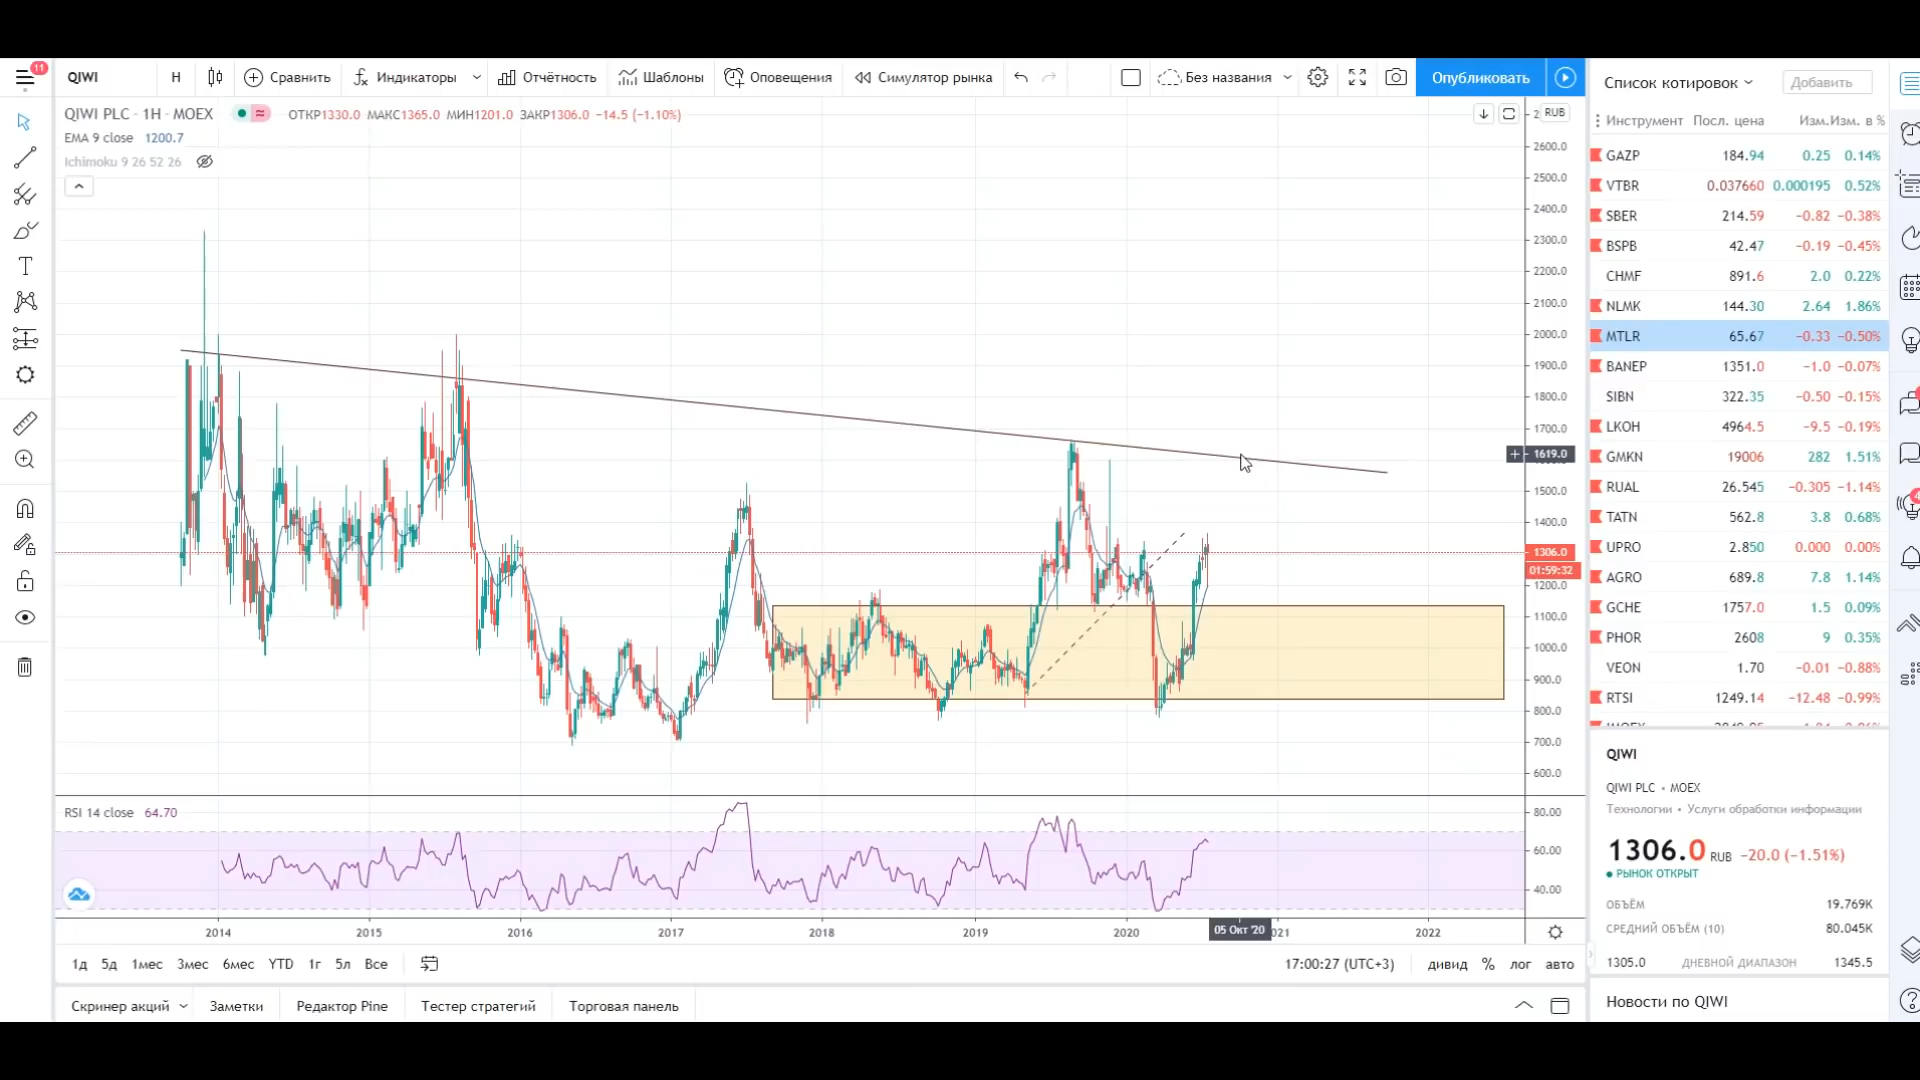 11
QIWI
Н
Сравнить
Индикаторы
Отчётность
Шаблоны
Оповещения
Симулятор рынка
Без названия
Опубликовать
QIWI PLC · 1Н · MOEX
ОТКР1330.0 МАКС1365.0 МИН1201.0 ЗАКР1306.0 −14.5 (−1.10%)
EMA 9 close 1200.7
Ichimoku 9 26 52 26
RUB
2600.0
2500.0
2400.0
2300.0
2200.0
2100.0
2000.0
1900.0
1800.0
1700.0
1619.0
1500.0
1400.0
1306.0
01:59:32
1200.0
1100.0
1000.0
900.0
800.0
700.0
600.0
RSI 14 close 64.70
80.00
60.00
40.00
2014 2015 2016 2017 2018 2019 2020 05 Окт '20 2022
1д 5д 1мес 3мес 6мес YTD 1г 5л Все
17:00:27 (UTC+3) дивид % лог авто
Скринер акций Заметки Редактор Pine Тестер стратегий Торговая панель
Список котировок Добавить
Инструмент Посл. цена Изм. Изм. в %
GAZP 184.94 0.25 0.14%
VTBR 0.037660 0.000195 0.52%
SBER 214.59 −0.82 −0.38%
BSPB 42.47 −0.19 −0.45%
CHMF 891.6 2.0 0.22%
NLMK 144.30 2.64 1.86%
MTLR 65.67 −0.33 −0.50%
BANEP 1351.0 −1.0 −0.07%
SIBN 322.35 −0.50 −0.15%
LKOH 4964.5 −9.5 −0.19%
GMKN 19006 282 1.51%
RUAL 26.545 −0.305 −1.14%
TATN 562.8 3.8 0.68%
UPRO 2.850 0.000 0.00%
AGRO 689.8 7.8 1.14%
GCHE 1757.0 1.5 0.09%
PHOR 2608 9 0.35%
VEON 1.70 −0.01 −0.88%
RTSI 1249.14 −12.48 −0.99%
QIWI
QIWI PLC • MOEX
Технологии • Услуги обработки информации
1306.0 RUB −20.0 (−1.51%)
РЫНОК ОТКРЫТ
ОБЪЁМ 19.769K
СРЕДНИЙ ОБЪЁМ (10) 80.045K
1305.0 ДНЕВНОЙ ДИАПАЗОН 1345.5
Новости по QIWI